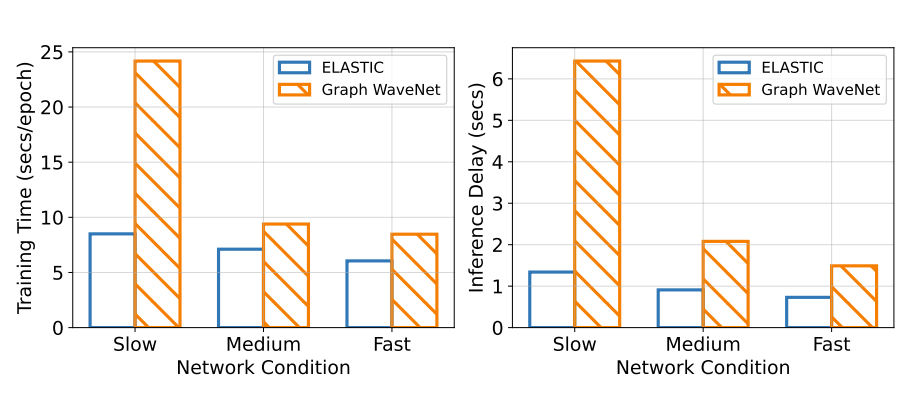 25
20
15
10
5
0
Training Time (secs/epoch)
ELASTIC
Graph WaveNet
Slow Medium Fast
Network Condition
6
5
4
3
2
1
0
Inference Delay (secs)
ELASTIC
Graph WaveNet
Slow Medium Fast
Network Condition